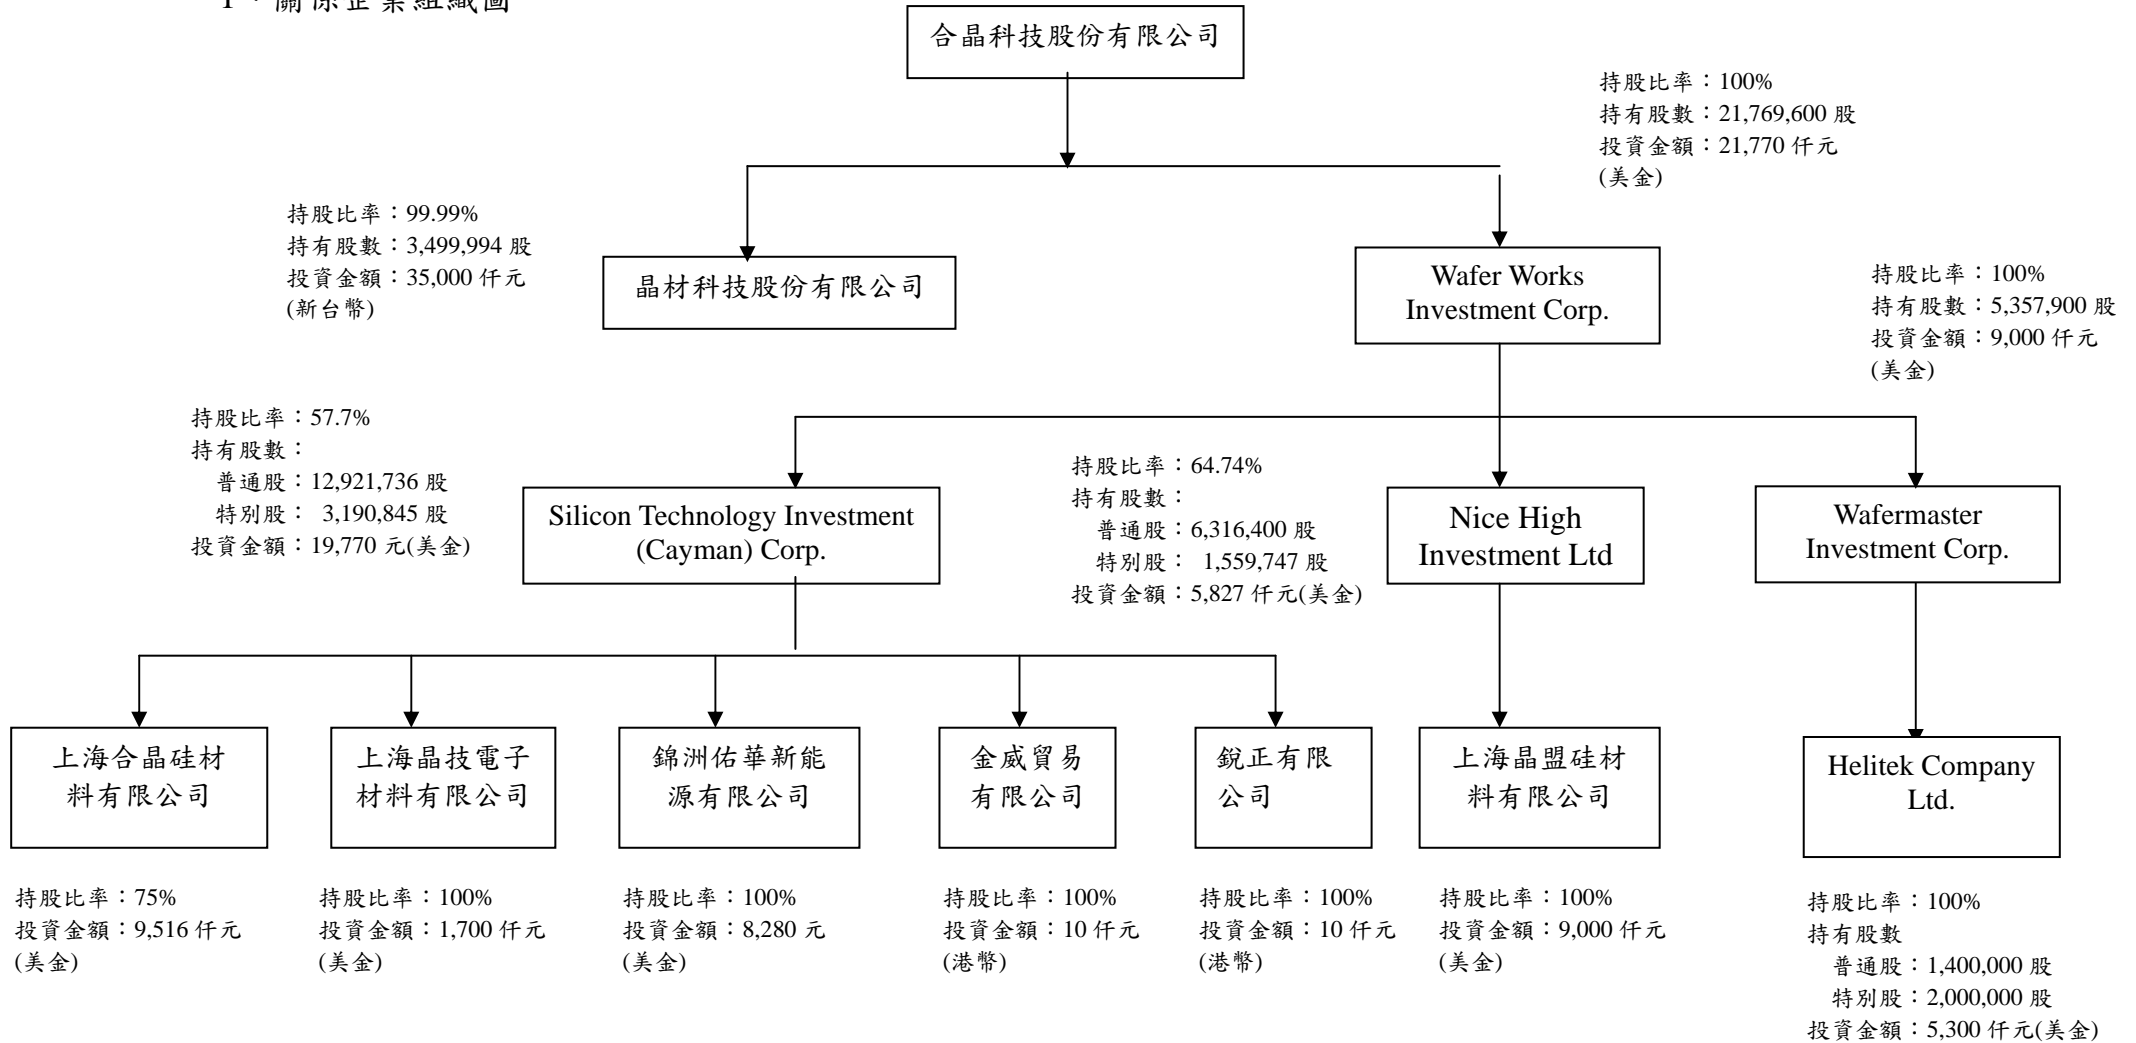 1、關係企業組織圖
合晶科技股份有限公司
持股比率：100%
持有股數：21,769,600 股
投資金額：21,770 仟元
(美金)
持股比率：99.99%
持有股數：3,499,994 股
投資金額：35,000 仟元
(新台幣)
晶材科技股份有限公司
Wafer Works
Investment Corp.
持股比率：100%
持有股數：5,357,900 股
投資金額：9,000 仟元
(美金)
持股比率：57.7%
持有股數：
普通股：12,921,736 股
特別股： 3,190,845 股
投資金額：19,770 元(美金)
Silicon Technology Investment
(Cayman) Corp.
持股比率：64.74%
持有股數：
普通股：6,316,400 股
特別股： 1,559,747 股
投資金額：5,827 仟元(美金)
Nice High
Investment Ltd
Wafermaster
Investment Corp.
上海合晶硅材
料有限公司
上海晶技電子
材料有限公司
錦洲佑華新能
源有限公司
金威貿易
有限公司
銳正有限
公司
上海晶盟硅材
料有限公司
Helitek Company
Ltd.
持股比率：75%
投資金額：9,516 仟元
(美金)
持股比率：100%
投資金額：1,700 仟元
(美金)
持股比率：100%
投資金額：8,280 元
(美金)
持股比率：100%
投資金額：10 仟元
(港幣)
持股比率：100%
投資金額：10 仟元
(港幣)
持股比率：100%
投資金額：9,000 仟元
(美金)
持股比率：100%
持有股數
普通股：1,400,000 股
特別股：2,000,000 股
投資金額：5,300 仟元(美金)